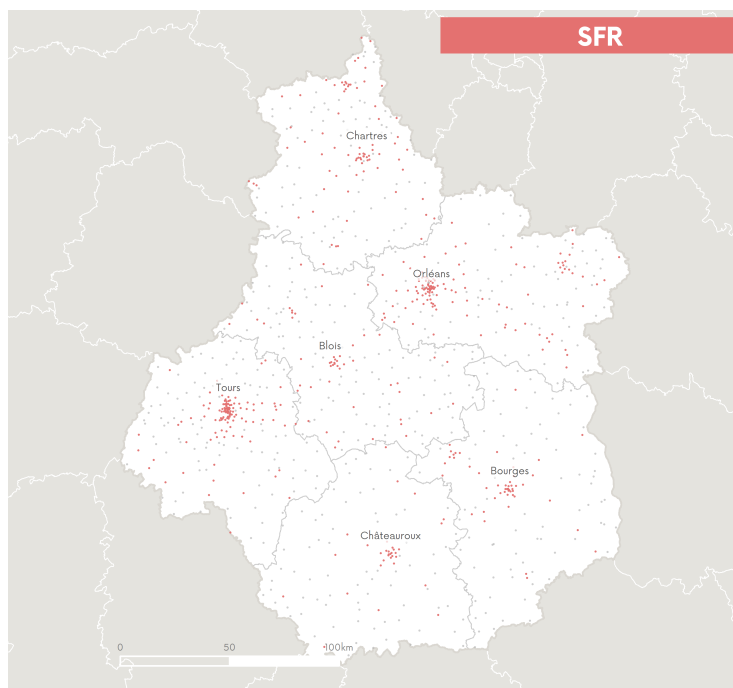 SFR
Chartres
Orléans
Blois
Tours
Bourges
Châteauroux
0 50 100km